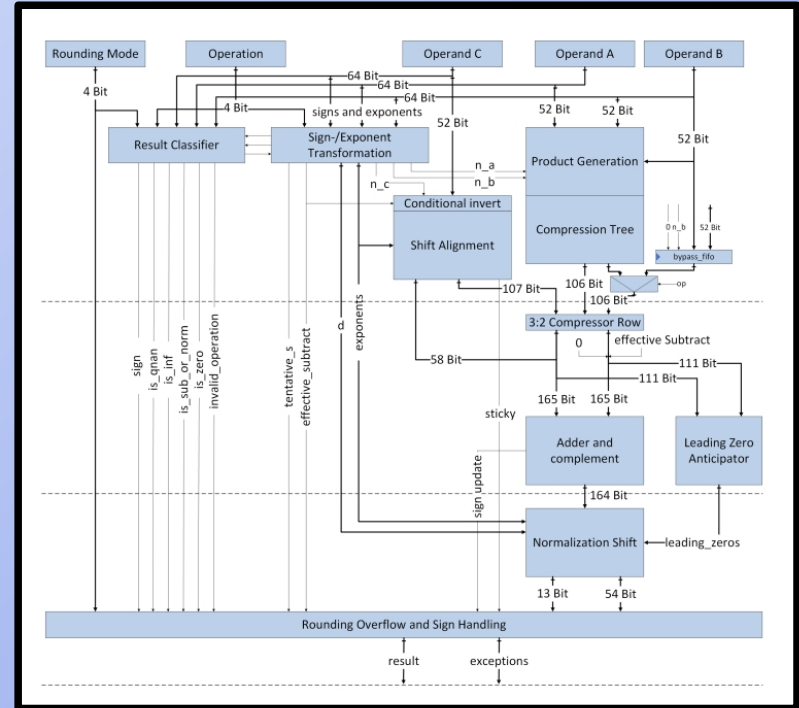 Rounding Mode
Operation
Operand C
Operand A
Operand B
64 Bit
64 Bit
64 Bit
4 Bit
4 Bit
signs and exponents
52 Bit
52 Bit
52 Bit
52 Bit
Result Classifier
Sign-/Exponent
Transformation
Product Generation
n_a
n_b
n_c
Conditional invert
Shift Alignment
Compression Tree
0 n_b
52 Bit
bypass_fifo
op
107 Bit
106 Bit
106 Bit
3:2 Compressor Row
0
effective Subtract
58 Bit
111 Bit
111 Bit
165 Bit
165 Bit
sign
is_qnan
is_inf
is_sub_or_norm
is_zero
invalid_operation
tentative_s
effective_subtract
d
exponents
sticky
sign update
Adder and
complement
Leading Zero
Anticipator
164 Bit
Normalization Shift
leading_zeros
13 Bit
54 Bit
Rounding Overflow and Sign Handling
result
exceptions